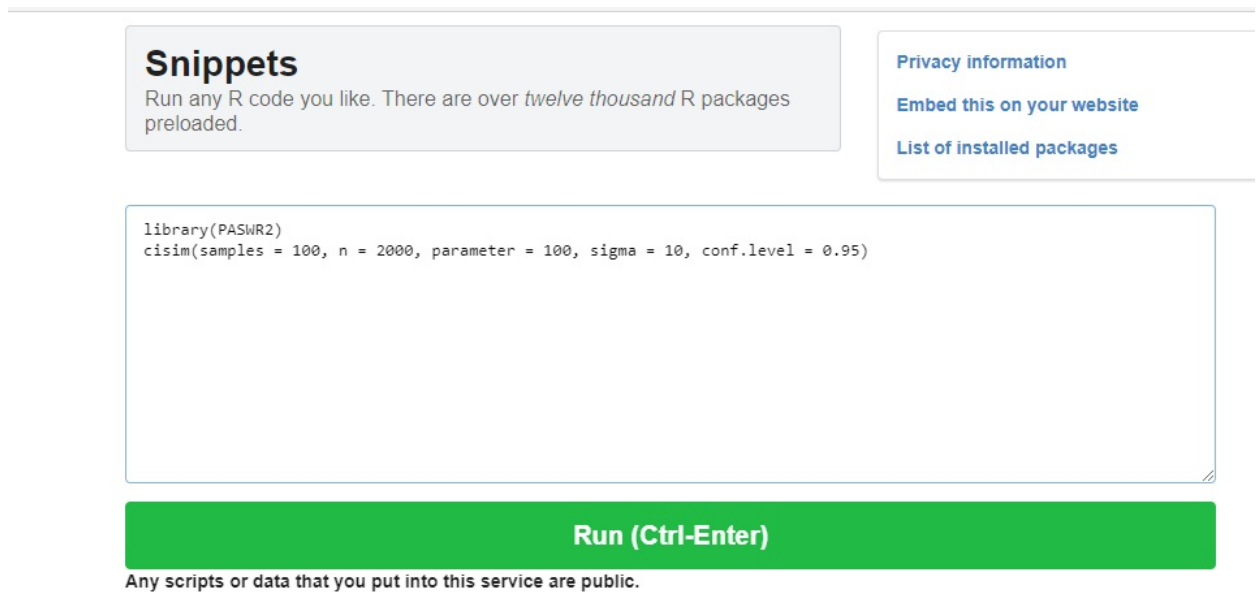 Snippets
Run any R code you like. There are over twelve thousand R packages
preloaded.
Privacy information
Embed this on your website
List of installed packages
library(PASWR2)
cisim(samples = 100, n = 2000, parameter = 100, sigma = 10, conf.level = 0.95)
Run (Ctrl-Enter)
Any scripts or data that you put into this service are public.